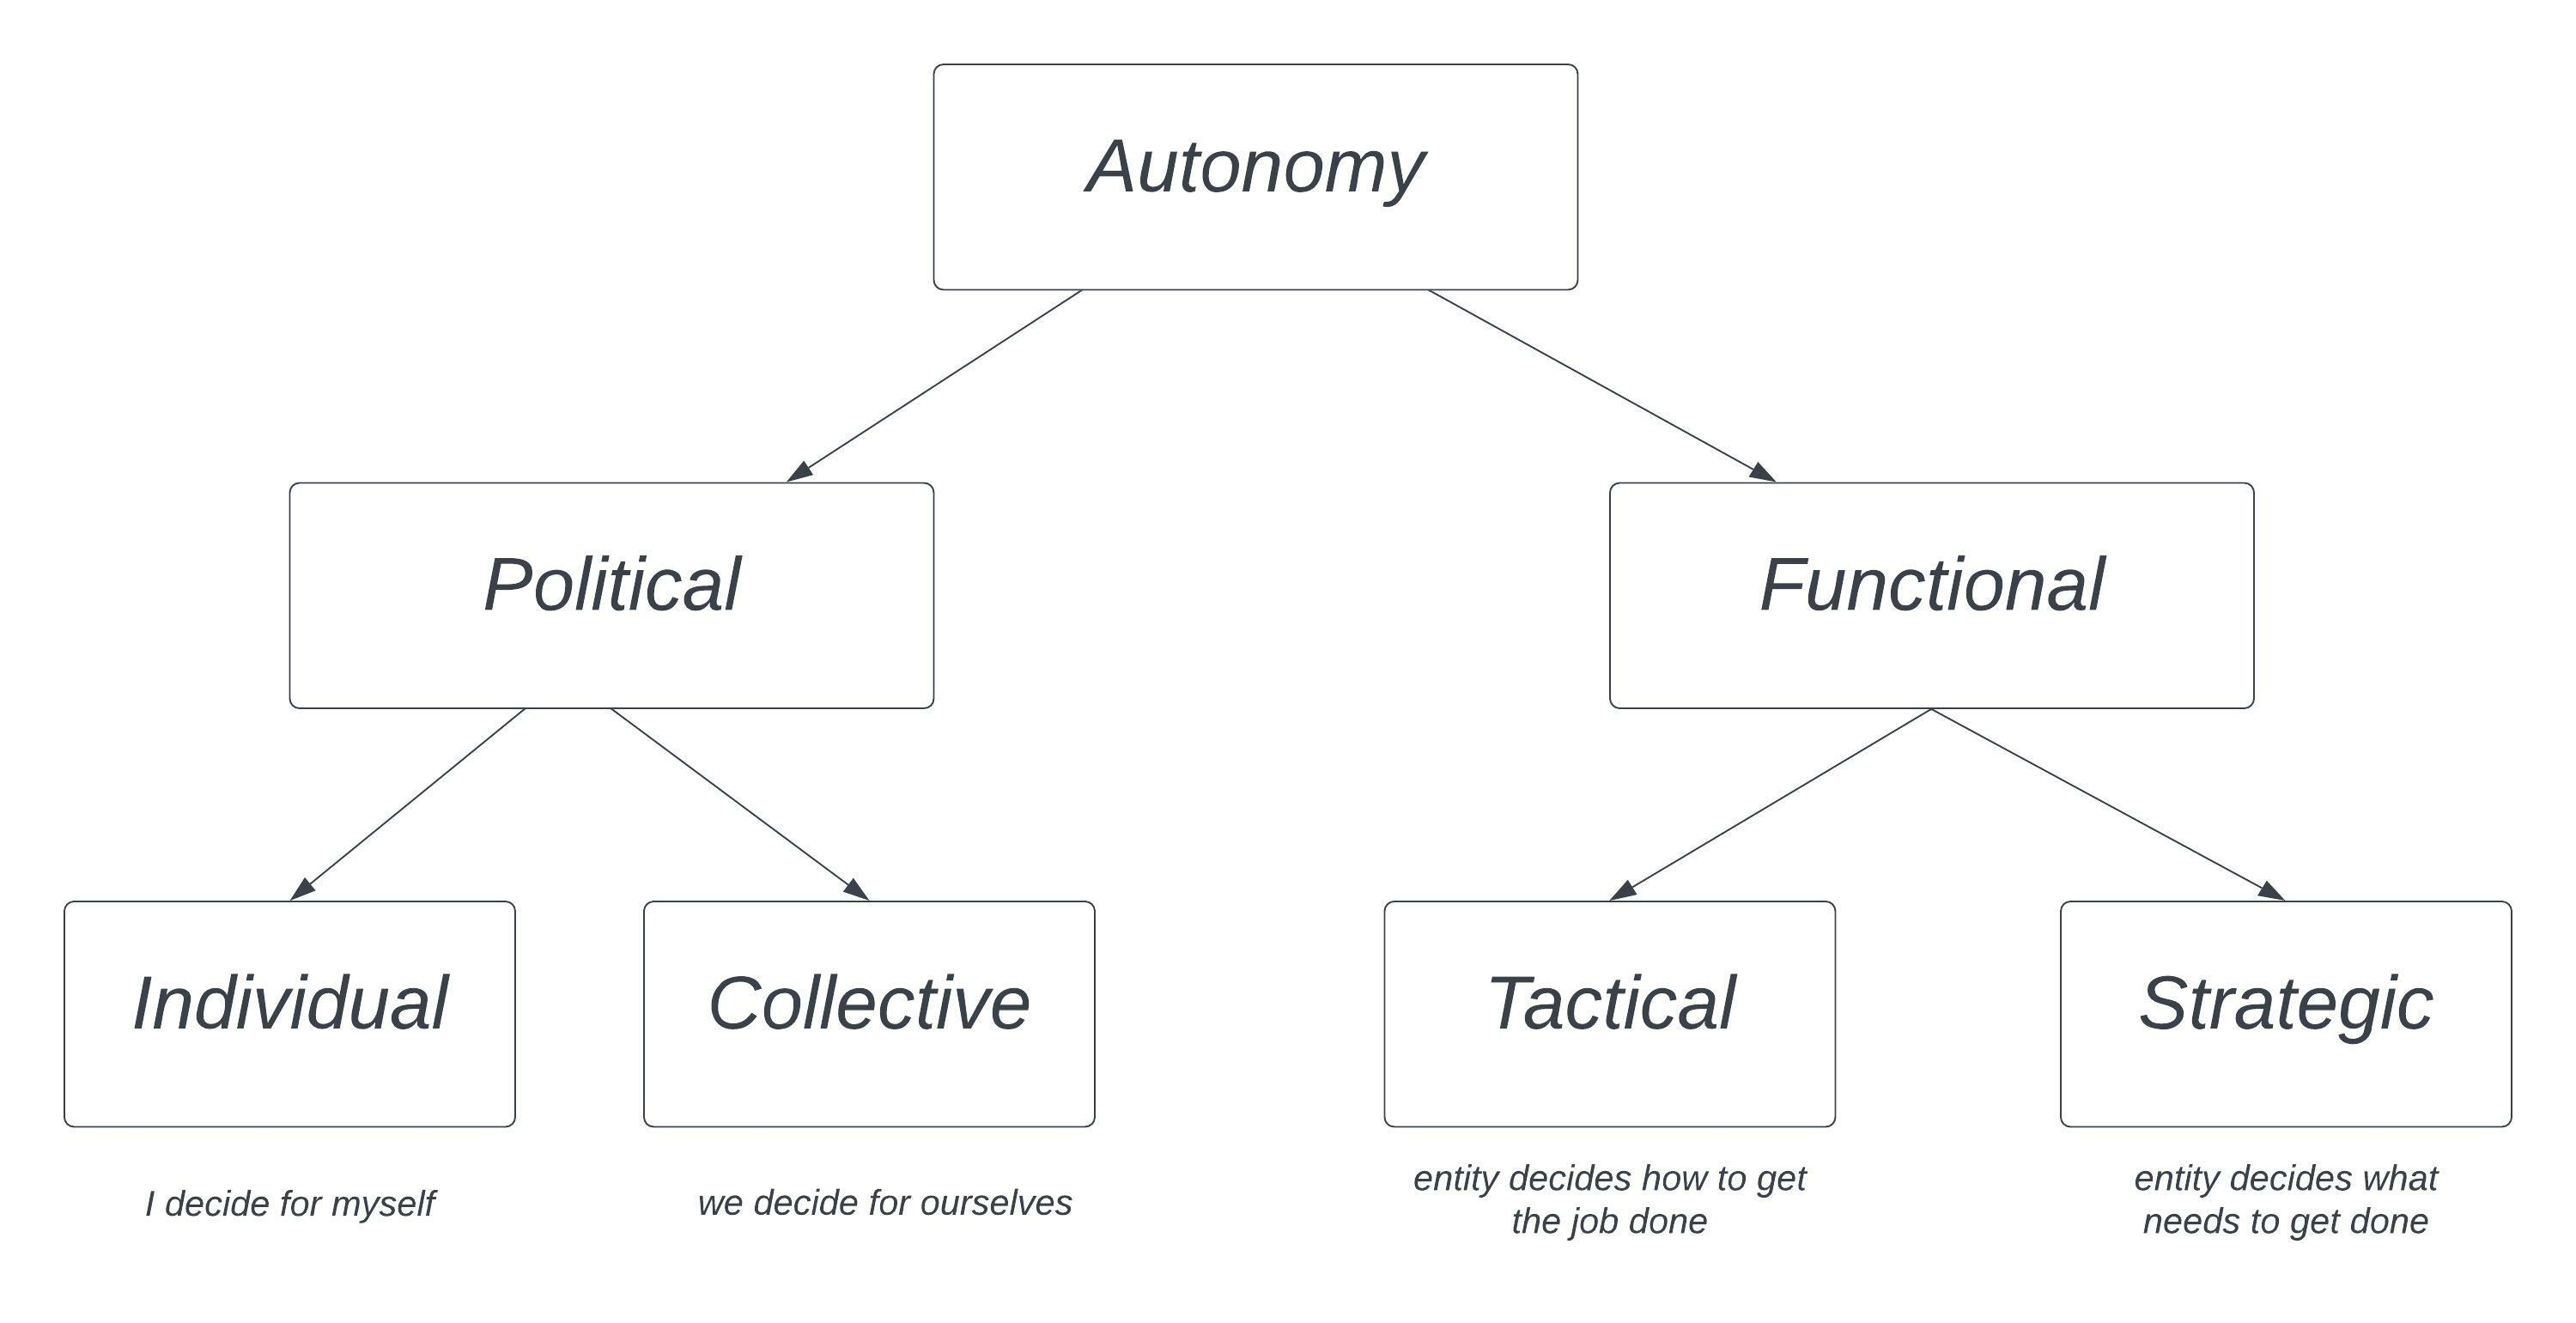 Autonomy
Political
Functional
Individual
Collective
Tactical
Strategic
I decide for myself
we decide for ourselves
entity decides how to get
the job done
entity decides what
needs to get done